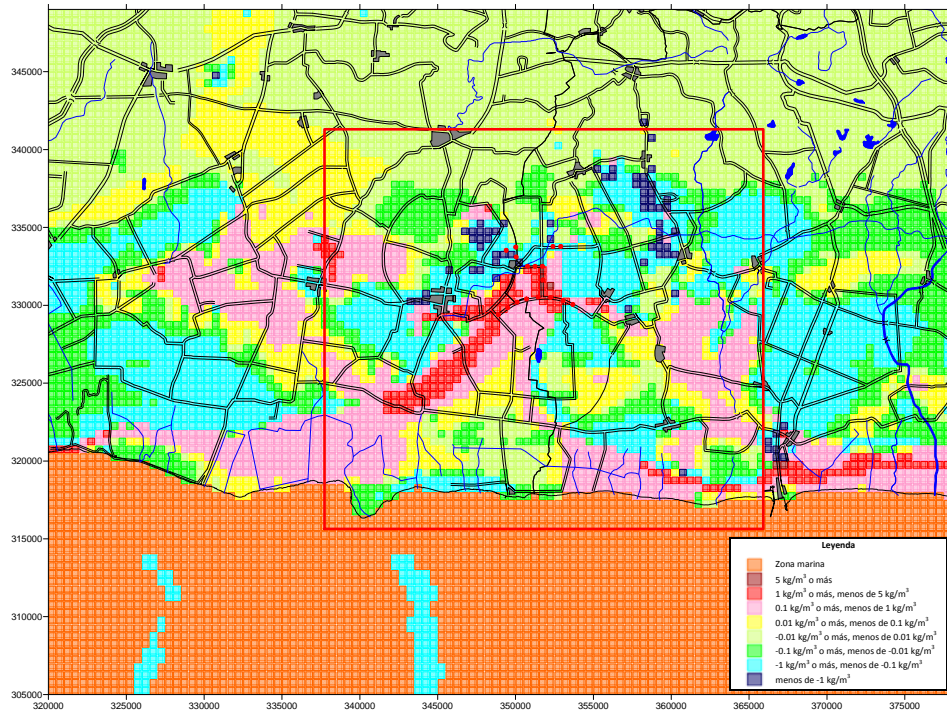 345000
340000
335000
330000
325000
320000
315000
310000
305000
320000 325000 330000 335000 340000 345000 350000 355000 360000 365000 370000 375000
Leyenda
Zona marina
5 kg/m³ o más
1 kg/m³ o más, menos de 5 kg/m³
0.1 kg/m³ o más, menos de 1 kg/m³
0.01 kg/m³ o más, menos de 0.1 kg/m³
-0.01 kg/m³ o más, menos de 0.01 kg/m³
-0.1 kg/m³ o más, menos de -0.01 kg/m³
-1 kg/m³ o más, menos de -0.1 kg/m³
menos de -1 kg/m³